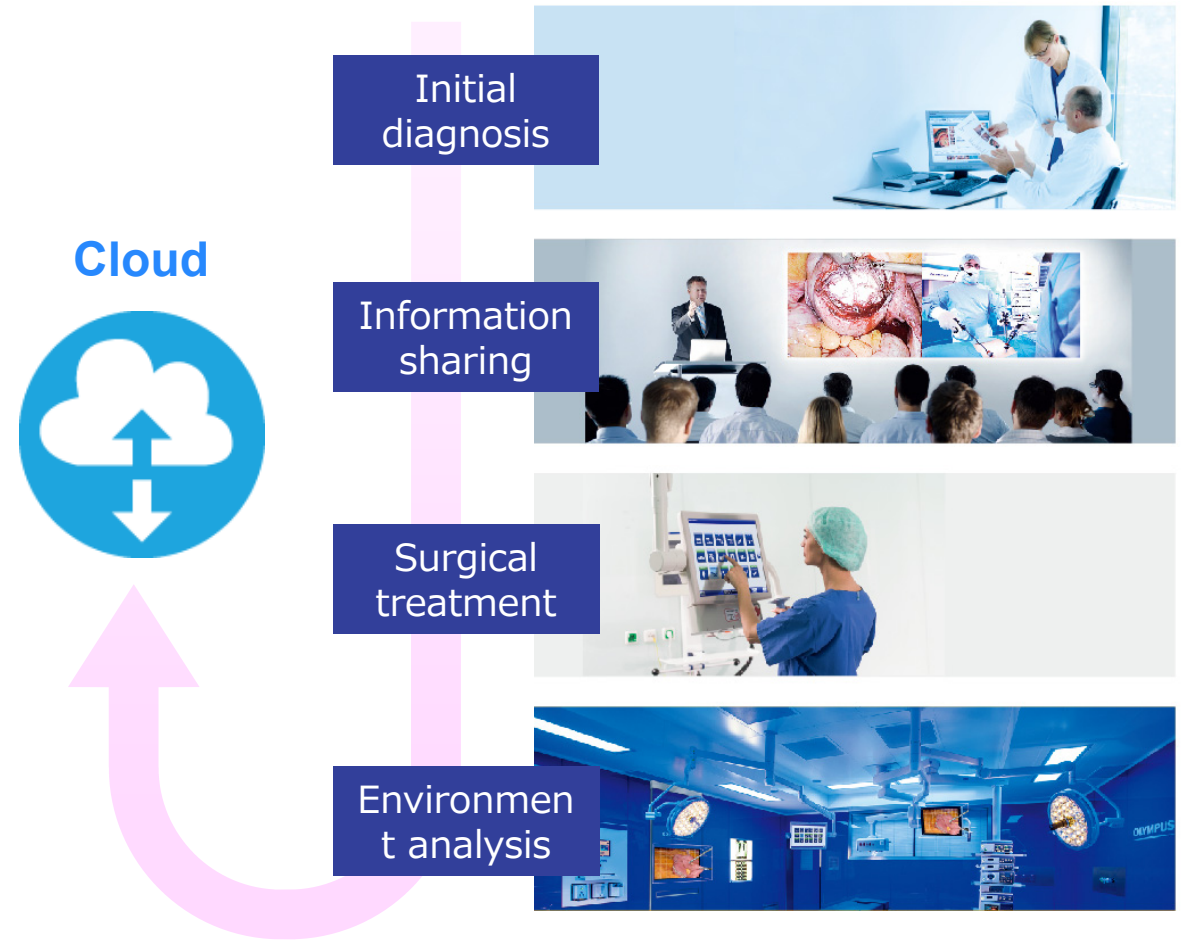 Initial
diagnosis
Cloud
Information
sharing
Surgical
treatment
Environmen
t analysis
OLYMPUS